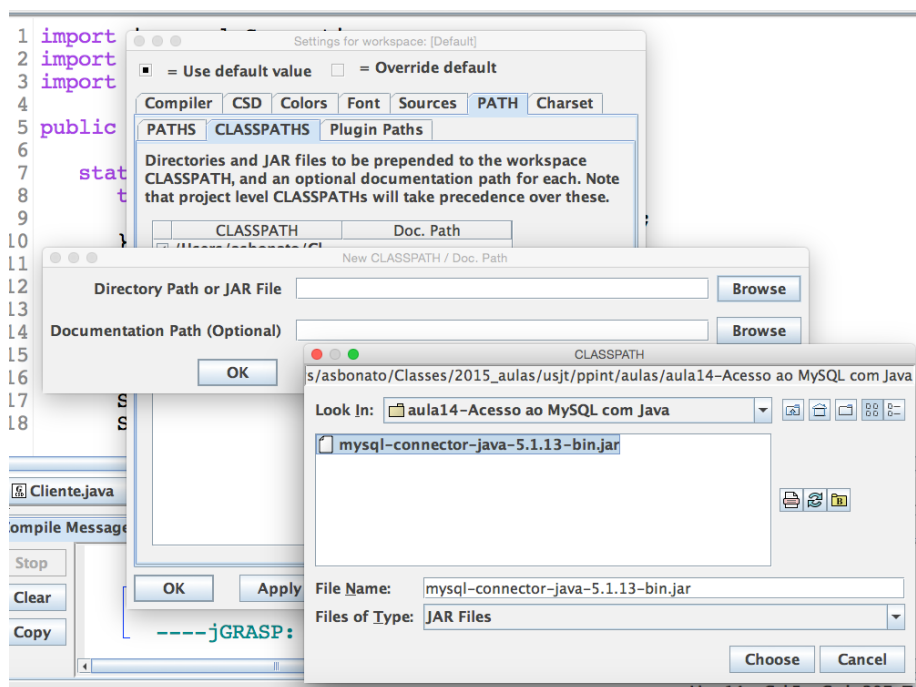 1 import
2 import
3 import
4
5 public
6
7 stat
8 t
9 ;
10 }
11
12
13
14
15
16
17 S
18 S
Settings for workspace: [Default]
= Use default value = Override default
Compiler CSD Colors Font Sources PATH Charset
PATHS CLASSPATHS Plugin Paths
Directories and JAR files to be prepended to the workspace
CLASSPATH, and an optional documentation path for each. Note
that project level CLASSPATHs will take precedence over these.
CLASSPATH Doc. Path
New CLASSPATH / Doc. Path
Directory Path or JAR File Browse
Documentation Path (Optional) Browse
OK
CLASSPATH
s/asbonato/Classes/2015_aulas/usjt/ppint/aulas/aula14-Acesso ao MySQL com Java
Look In: aula14-Acesso ao MySQL com Java
mysql-connector-java-5.1.13-bin.jar
File Name: mysql-connector-java-5.1.13-bin.jar
Files of Type: JAR Files
Choose Cancel
OK Apply
Cliente.java
ompile Message
Stop
Clear
Copy
----jGRASP: